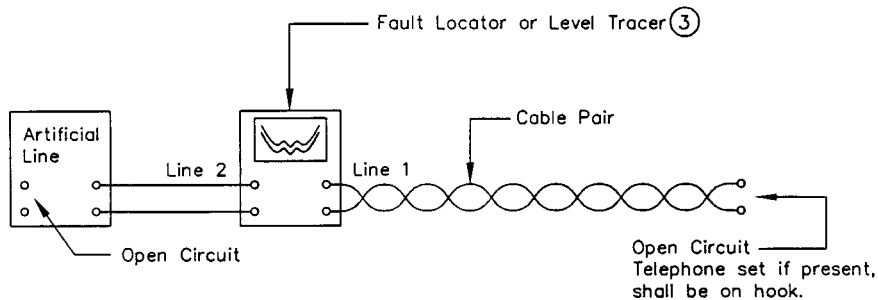 Fault Locator or Level Tracer 3
Artificial
Line
Line 2
Line 1
Cable Pair
Open Circuit
Open Circuit
Telephone set if present,
shall be on hook.